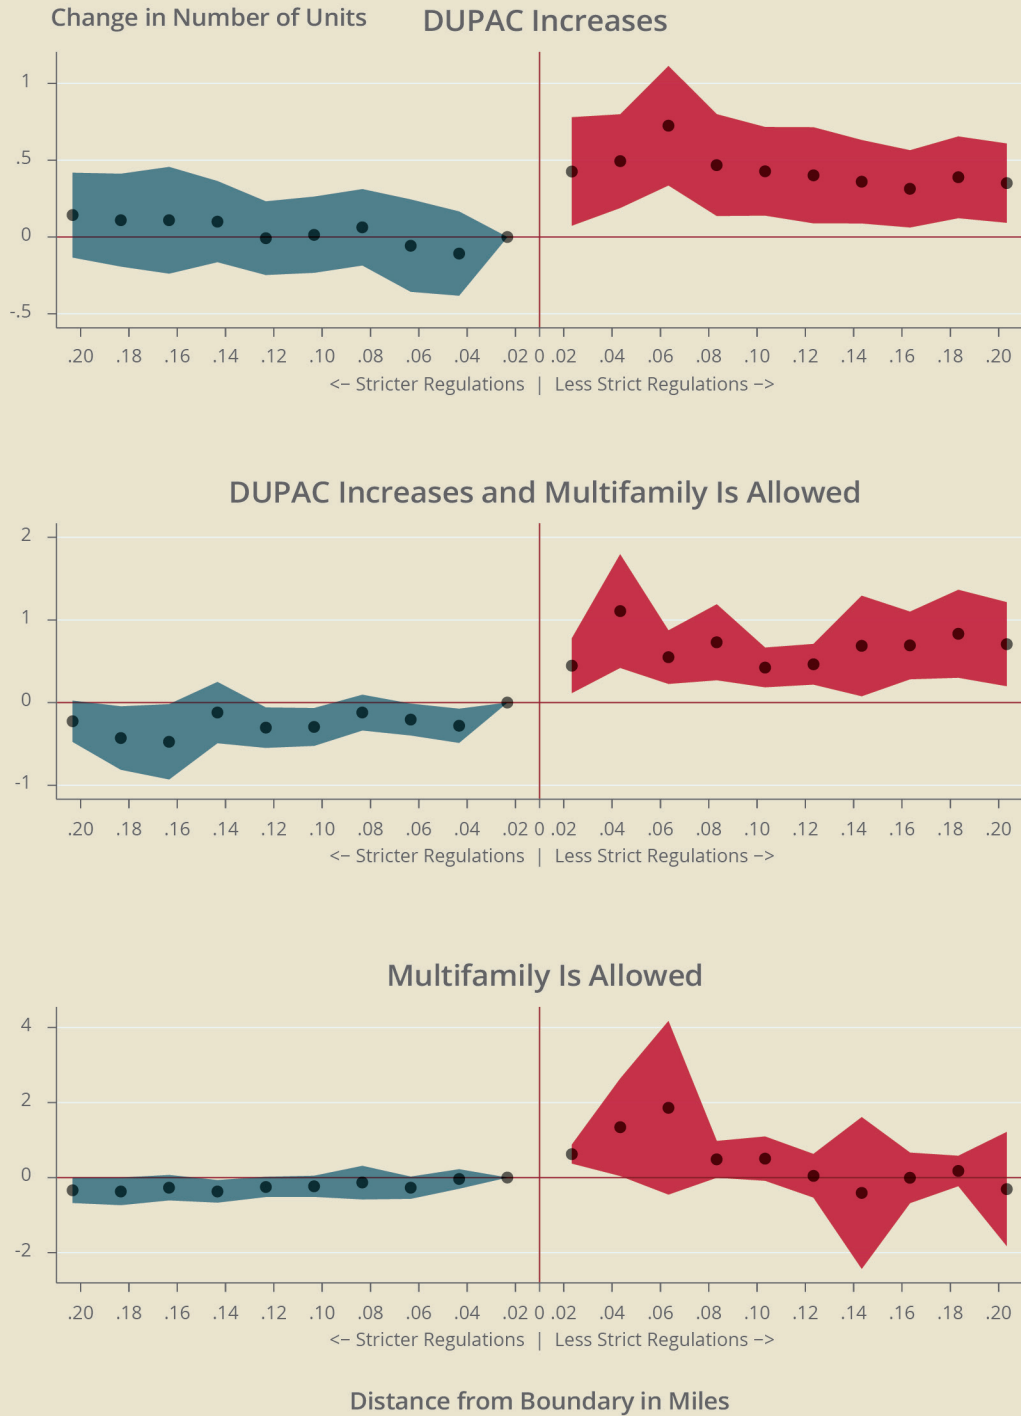 Change in Number of Units
DUPAC Increases
1
.5
0
-.5
.20 .18 .16 .14 .12 .10 .08 .06 .04 .02 0 .02 .04 .06 .08 .10 .12 .14 .16 .18 .20
<− Stricter Regulations | Less Strict Regulations −>
DUPAC Increases and Multifamily Is Allowed
2
1
0
-1
.20 .18 .16 .14 .12 .10 .08 .06 .04 .02 0 .02 .04 .06 .08 .10 .12 .14 .16 .18 .20
<− Stricter Regulations | Less Strict Regulations −>
Multifamily Is Allowed
4
2
0
-2
.20 .18 .16 .14 .12 .10 .08 .06 .04 .02 0 .02 .04 .06 .08 .10 .12 .14 .16 .18 .20
<− Stricter Regulations | Less Strict Regulations −>
Distance from Boundary in Miles